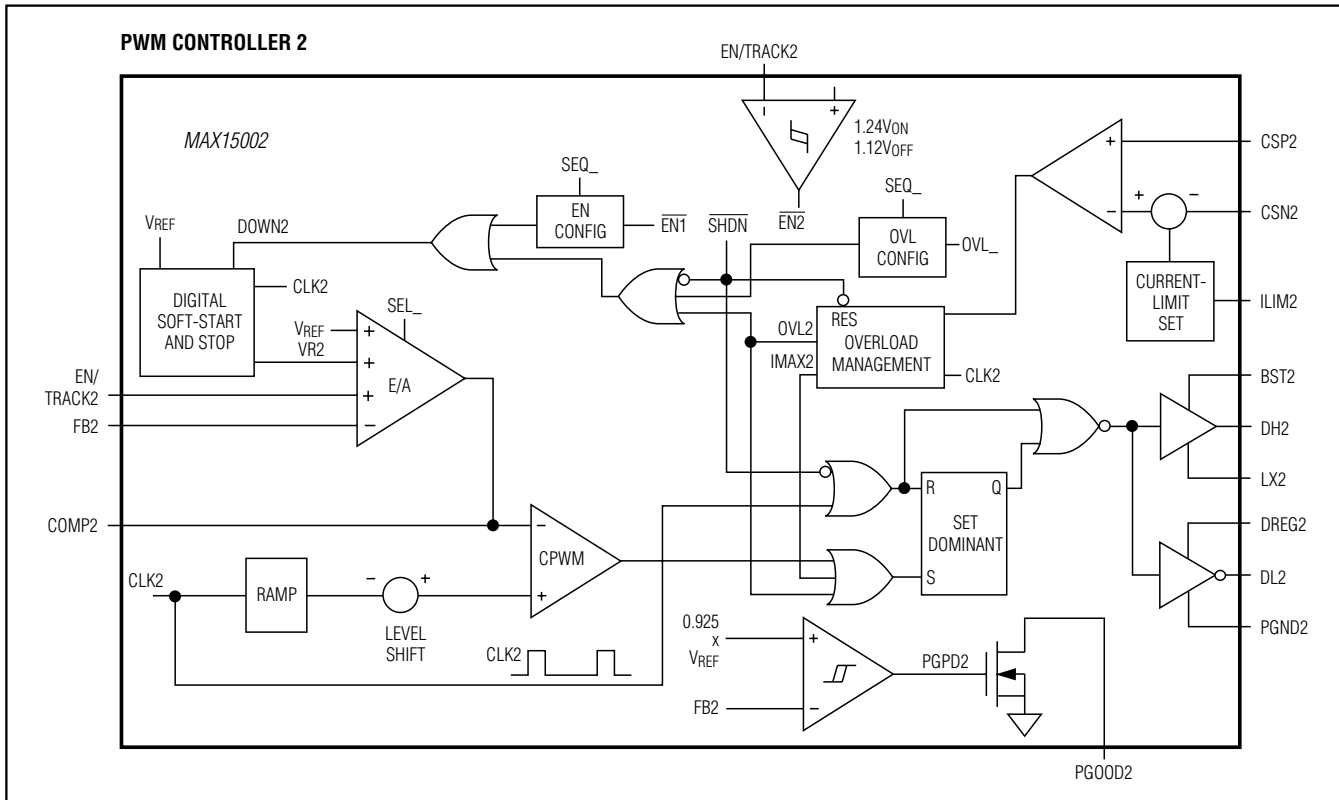 PWM CONTROLLER 2
EN/TRACK2
MAX15002
−
+
1.24VON
1.12VOFF
EN2
SEQ_
EN
CONFIG
EN1
SHDN
SEQ_
OVL
CONFIG
OVL_
+
−
+
−
CSP2
CSN2
CURRENT-
LIMIT
SET
ILIM2
VREF
DOWN2
DIGITAL
SOFT-START
AND STOP
CLK2
SEL_
VREF
VR2
+
+
+
−
E/A
EN/
TRACK2
FB2
OVL2
IMAX2
RES
OVERLOAD
MANAGEMENT
CLK2
BST2
DH2
LX2
R
Q
S
SET
DOMINANT
DREG2
DL2
PGND2
COMP2
−
+
CPWM
CLK2
RAMP
−
+
LEVEL
SHIFT
CLK2
0.925
x
VREF
+
−
FB2
PGPD2
PGOOD2